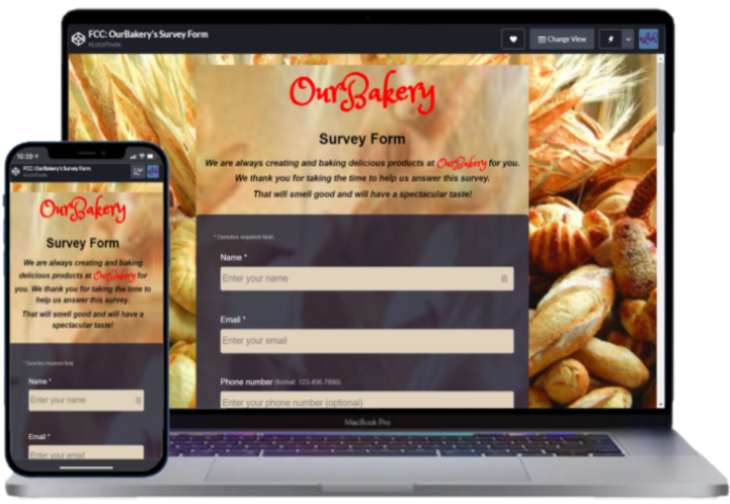 FCC: OurBakery's Survey Form
Change View
OurBakery
Survey Form
We are always creating and baking delicious products at OurBakery for you.
We thank you for taking the time to help us answer this survey.
That will smell good and will have a spectacular taste!
* Denotes required field
Name *
Enter your name
Email *
Enter your email
Phone number (format: 123-456-7890)
Enter your phone number (optional)
MacBook Pro
10:39
FCC: OurBakery's Survey Form
OurBakery
Survey Form
We are always creating and baking
delicious products at OurBakery for
you. We thank you for taking the time to
help us answer this survey.
That will smell good and will have a
spectacular taste!
* Denotes required field
Name *
Enter your name
Email *
Enter your email